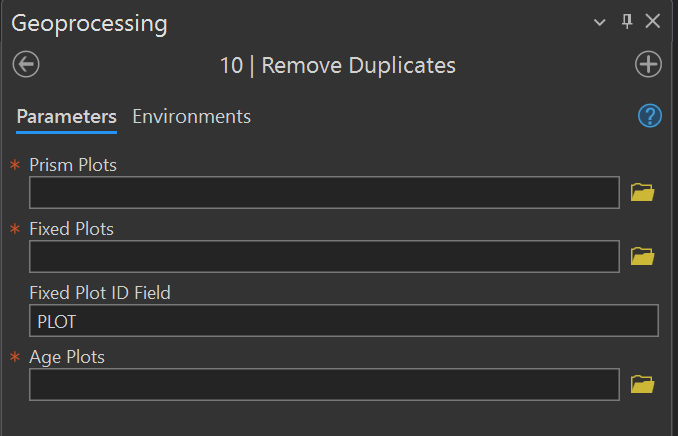 Geoprocessing
10 | Remove Duplicates
Parameters Environments
?
* Prism Plots
* Fixed Plots
Fixed Plot ID Field
PLOT
* Age Plots